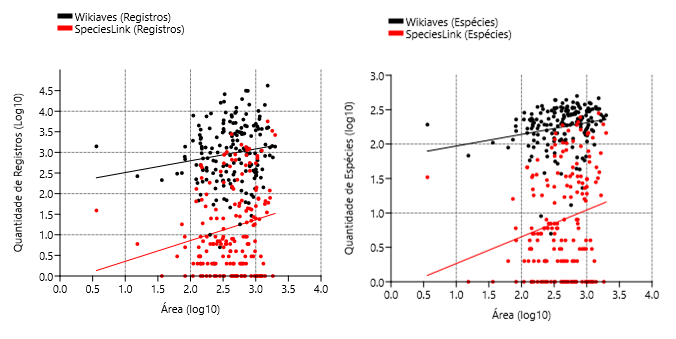 Wikiaves (Registros)
SpeciesLink (Registros)
Quantidade de Registros (Log10)
4.5
4.0
3.5
3.0
2.5
2.0
1.5
1.0
0.5
0.0
0.0 0.5 1.0 1.5 2.0 2.5 3.0 3.5 4.0
Área (log10)
Wikiaves (Espécies)
SpeciesLink (Espécies)
Quantidade de Espécies (log10)
3.0
2.5
2.0
1.5
1.0
0.5
0.0
0.0 0.5 1.0 1.5 2.0 2.5 3.0 3.5 4.0
Área (log10)